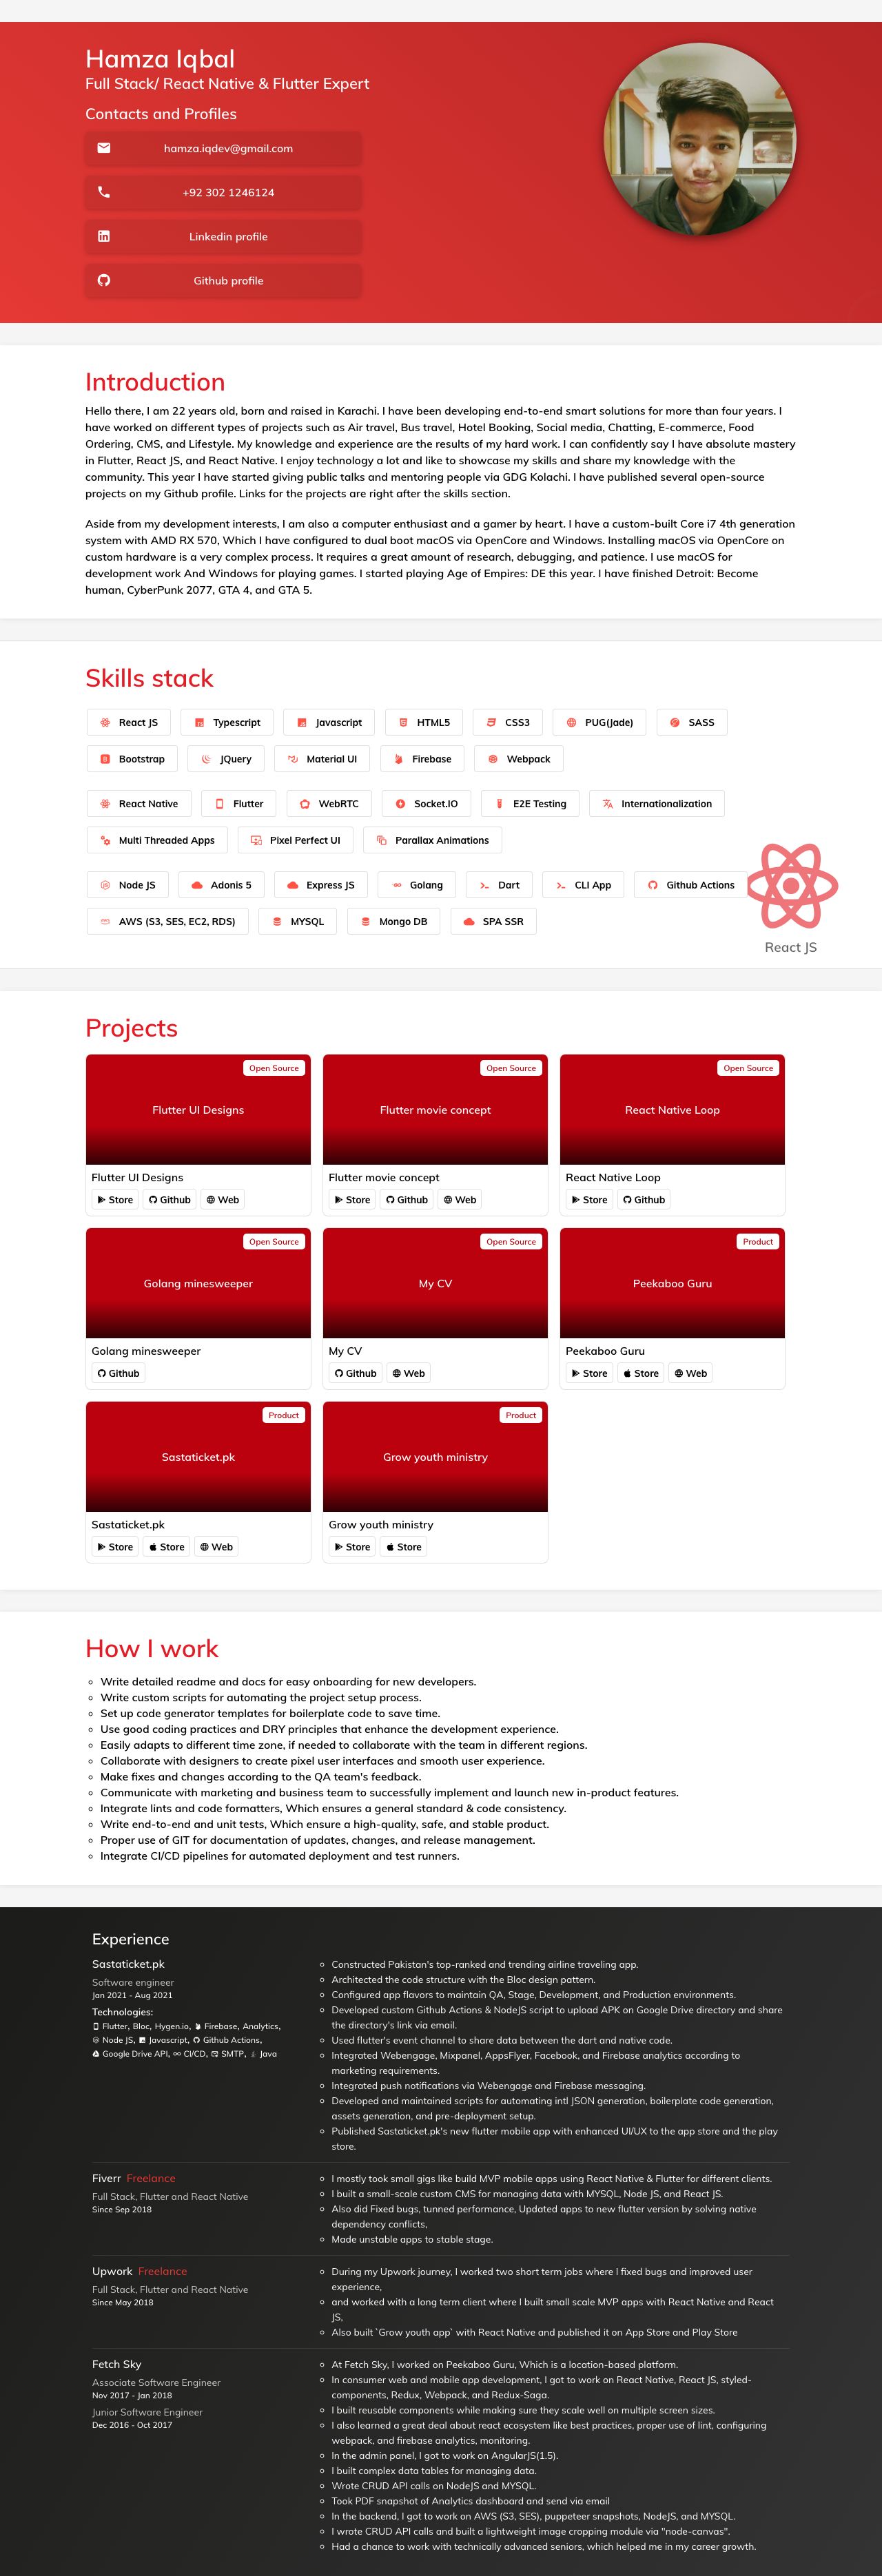 Hamza Iqbal
Full Stack/ React Native & Flutter Expert
Contacts and Profiles
hamza.iqdev@gmail.com
+92 302 1246124
Linkedin profile
Github profile
Introduction
Hello there, I am 22 years old, born and raised in Karachi. I have been developing end-to-end smart solutions for more than four years. I
have worked on different types of projects such as Air travel, Bus travel, Hotel Booking, Social media, Chatting, E-commerce, Food
Ordering, CMS, and Lifestyle. My knowledge and experience are the results of my hard work. I can confidently say I have absolute mastery
in Flutter, React JS, and React Native. I enjoy technology a lot and like to showcase my skills and share my knowledge with the
community. This year I have started giving public talks and mentoring people via GDG Kolachi. I have published several open-source
projects on my Github profile. Links for the projects are right after the skills section.
Aside from my development interests, I am also a computer enthusiast and a gamer by heart. I have a custom-built Core i7 4th generation
system with AMD RX 570, Which I have configured to dual boot macOS via OpenCore and Windows. Installing macOS via OpenCore on
custom hardware is a very complex process. It requires a great amount of research, debugging, and patience. I use macOS for
development work And Windows for playing games. I started playing Age of Empires: DE this year. I have finished Detroit: Become
human, CyberPunk 2077, GTA 4, and GTA 5.
Skills stack
React JS Typescript Javascript HTML5 CSS3 PUG(Jade) SASS
Bootstrap JQuery Material UI Firebase Webpack
React Native Flutter WebRTC Socket.IO E2E Testing Internationalization
Multi Threaded Apps Pixel Perfect UI Parallax Animations
Node JS Adonis 5 Express JS Golang Dart CLI App Github Actions
AWS (S3, SES, EC2, RDS) MYSQL Mongo DB SPA SSR
React JS
Projects
Open Source Open Source Open Source
Flutter UI Designs Flutter movie concept React Native Loop
Flutter UI Designs Flutter movie concept React Native Loop
Store Github Web Store Github Web Store Github
Open Source Open Source Product
Golang minesweeper My CV Peekaboo Guru
Golang minesweeper My CV Peekaboo Guru
Github Github Web Store Store Web
Product Product
Sastaticket.pk Grow youth ministry
Sastaticket.pk Grow youth ministry
Store Store Web Store Store
How I work
Write detailed readme and docs for easy onboarding for new developers.
Write custom scripts for automating the project setup process.
Set up code generator templates for boilerplate code to save time.
Use good coding practices and DRY principles that enhance the development experience.
Easily adapts to different time zone, if needed to collaborate with the team in different regions.
Collaborate with designers to create pixel user interfaces and smooth user experience.
Make fixes and changes according to the QA team's feedback.
Communicate with marketing and business team to successfully implement and launch new in-product features.
Integrate lints and code formatters, Which ensures a general standard & code consistency.
Write end-to-end and unit tests, Which ensure a high-quality, safe, and stable product.
Proper use of GIT for documentation of updates, changes, and release management.
Integrate CI/CD pipelines for automated deployment and test runners.
Experience
Sastaticket.pk
Software engineer
Jan 2021 - Aug 2021
Technologies:
Flutter, Bloc, Hygen.io, Firebase, Analytics,
Node JS, Javascript, Github Actions,
Google Drive API, CI/CD, SMTP, Java
Constructed Pakistan's top-ranked and trending airline traveling app.
Architected the code structure with the Bloc design pattern.
Configured app flavors to maintain QA, Stage, Development, and Production environments.
Developed custom Github Actions & NodeJS script to upload APK on Google Drive directory and share
the directory's link via email.
Used flutter's event channel to share data between the dart and native code.
Integrated Webengage, Mixpanel, AppsFlyer, Facebook, and Firebase analytics according to
marketing requirements.
Integrated push notifications via Webengage and Firebase messaging.
Developed and maintained scripts for automating intl JSON generation, boilerplate code generation,
assets generation, and pre-deployment setup.
Published Sastaticket.pk's new flutter mobile app with enhanced UI/UX to the app store and the play
store.
Fiverr Freelance
Full Stack, Flutter and React Native
Since Sep 2018
I mostly took small gigs like build MVP mobile apps using React Native & Flutter for different clients.
I built a small-scale custom CMS for managing data with MYSQL, Node JS, and React JS.
Also did Fixed bugs, tunned performance, Updated apps to new flutter version by solving native
dependency conflicts,
Made unstable apps to stable stage.
Upwork Freelance
Full Stack, Flutter and React Native
Since May 2018
During my Upwork journey, I worked two short term jobs where I fixed bugs and improved user
experience,
and worked with a long term client where I built small scale MVP apps with React Native and React
JS,
Also built `Grow youth app` with React Native and published it on App Store and Play Store
Fetch Sky
Associate Software Engineer
Nov 2017 - Jan 2018
Junior Software Engineer
Dec 2016 - Oct 2017
At Fetch Sky, I worked on Peekaboo Guru, Which is a location-based platform.
In consumer web and mobile app development, I got to work on React Native, React JS, styled-
components, Redux, Webpack, and Redux-Saga.
I built reusable components while making sure they scale well on multiple screen sizes.
I also learned a great deal about react ecosystem like best practices, proper use of lint, configuring
webpack, and firebase analytics, monitoring.
In the admin panel, I got to work on AngularJS(1.5).
I built complex data tables for managing data.
Wrote CRUD API calls on NodeJS and MYSQL.
Took PDF snapshot of Analytics dashboard and send via email
In the backend, I got to work on AWS (S3, SES), puppeteer snapshots, NodeJS, and MYSQL.
I wrote CRUD API calls and built a lightweight image cropping module via "node-canvas".
Had a chance to work with technically advanced seniors, which helped me in my career growth.